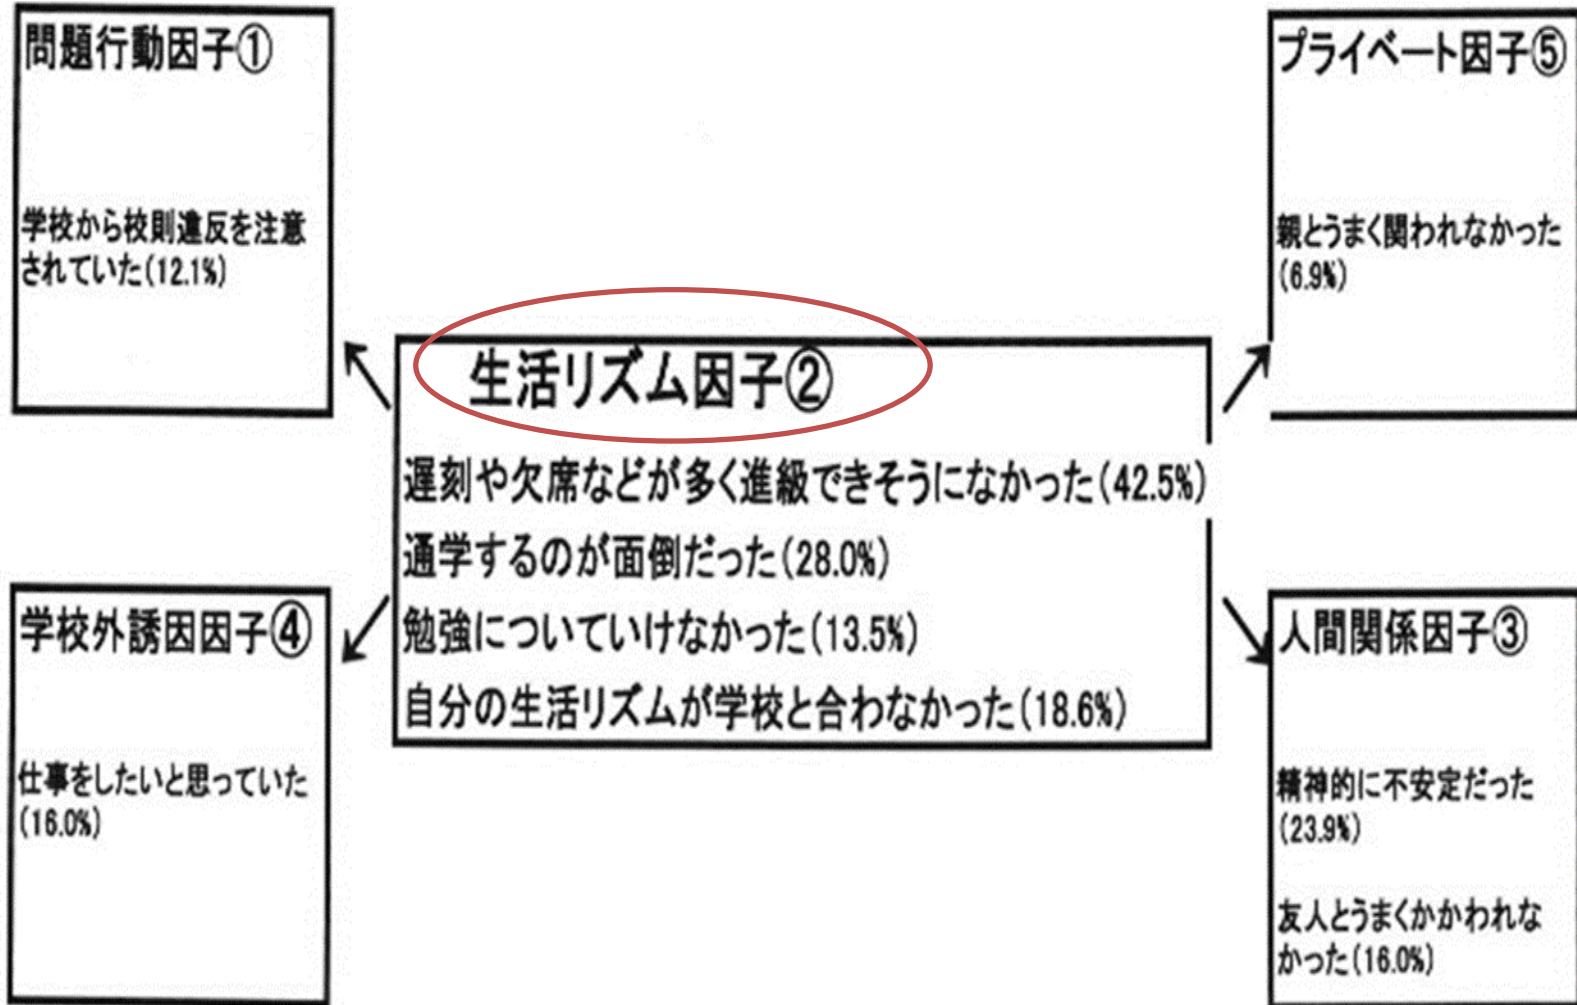 問題行動因子①
学校から校則違反を注意
されていた(12.1%)
プライベート因子⑤
親とうまく関われなかった
(6.9%)
生活リズム因子②
遅刻や欠席などが多く進級できそうになかった(42.5%)
通学するのが面倒だった(28.0%)
勉強についていけなかった(13.5%)
自分の生活リズムが学校と合わなかった(18.6%)
学校外誘因因子④
仕事をしたいと思っていた
(16.0%)
人間関係因子③
精神的に不安定だった
(23.9%)
友人とうまくかかわれな
かった(16.0%)